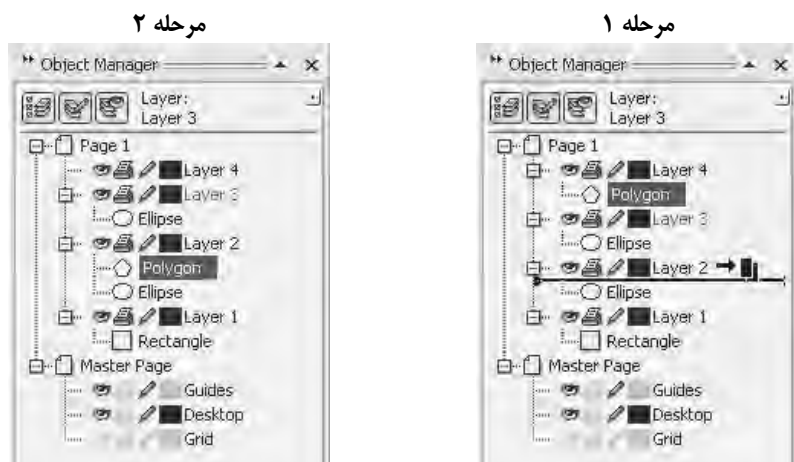 مرحله ۱
Object Manager
Layer:
Layer 3
Page 1
Layer 4
Polygon
Layer 3
Ellipse
Layer 2
Ellipse
Layer 1
Rectangle
Master Page
Guides
Desktop
Grid
مرحله ۲
Object Manager
Layer:
Layer 3
Page 1
Layer 4
Layer 3
Ellipse
Layer 2
Polygon
Ellipse
Layer 1
Rectangle
Master Page
Guides
Desktop
Grid